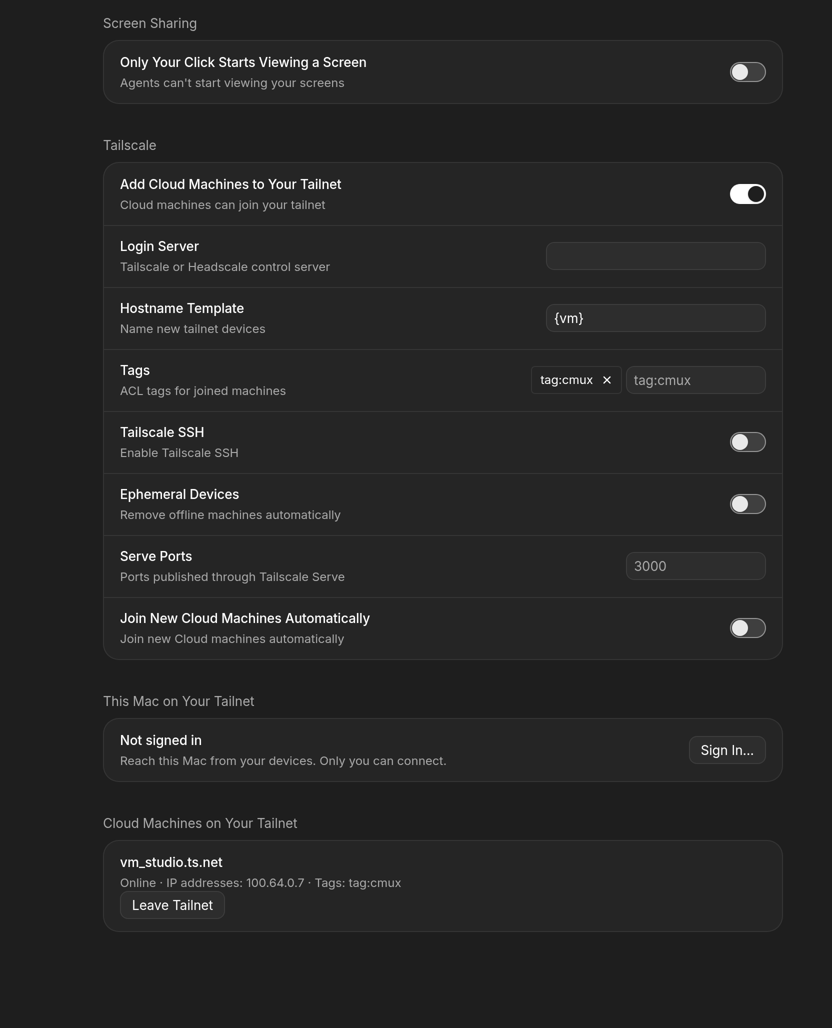 Screen Sharing
Only Your Click Starts Viewing a Screen
Agents can't start viewing your screens
Tailscale
Add Cloud Machines to Your Tailnet
Cloud machines can join your tailnet
Login Server
Tailscale or Headscale control server
Hostname Template
{vm}
Name new tailnet devices
Tags
tag:cmux ✕ tag:cmux
ACL tags for joined machines
Tailscale SSH
Enable Tailscale SSH
Ephemeral Devices
Remove offline machines automatically
Serve Ports
3000
Ports published through Tailscale Serve
Join New Cloud Machines Automatically
Join new Cloud machines automatically
This Mac on Your Tailnet
Not signed in
Sign In...
Reach this Mac from your devices. Only you can connect.
Cloud Machines on Your Tailnet
vm_studio.ts.net
Online · IP addresses: 100.64.0.7 · Tags: tag:cmux
Leave Tailnet